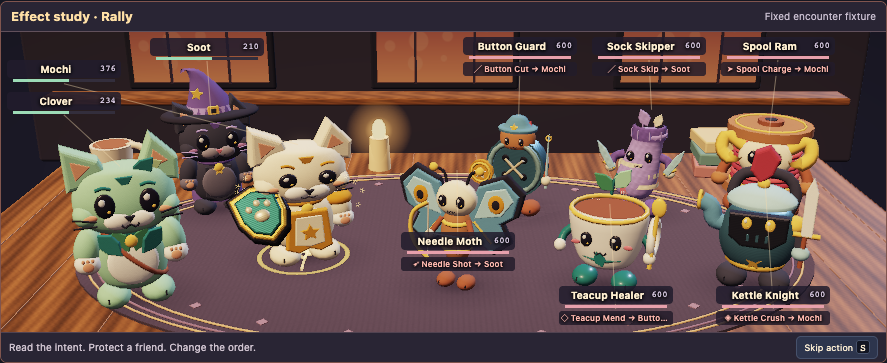 Effect study · Rally
Fixed encounter fixture
Soot 210
Button Guard 600
Sock Skipper 600
Spool Ram 600
Mochi 376
⟋ Button Cut → Mochi
⟋ Sock Skip → Soot
➤ Spool Charge → Mochi
Clover 234
Needle Moth 600
➶ Needle Shot → Soot
Teacup Healer 600
Kettle Knight 600
◇ Teacup Mend → Butto...
◈ Kettle Crush → Mochi
Read the intent. Protect a friend. Change the order.
Skip action S